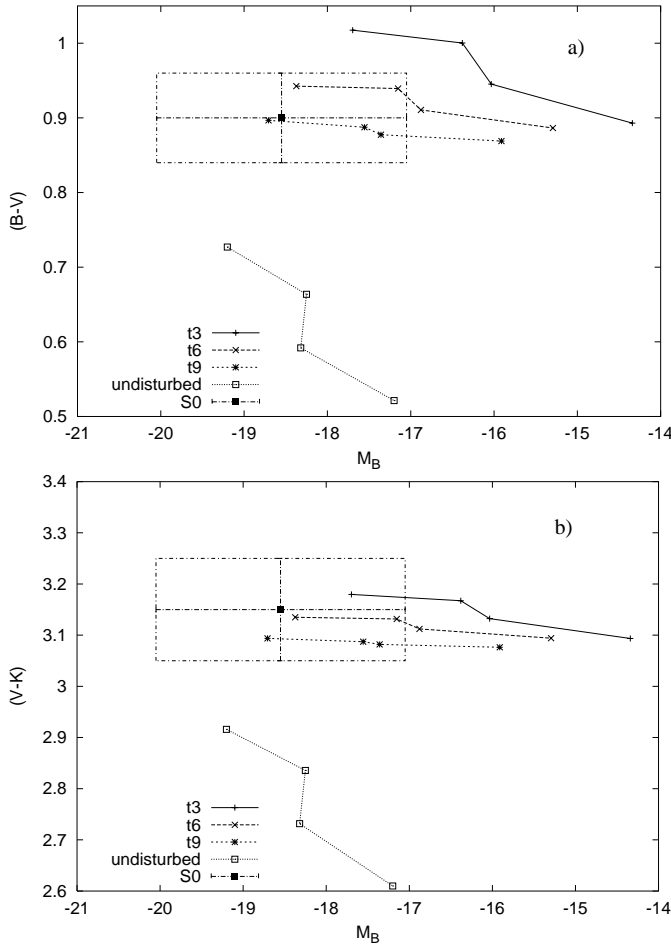 a)
1
0.9
0.8
0.7
0.6
0.5
(B-V)
t3
t6
t9
undisturbed
S0
-21 -20 -19 -18 -17 -16 -15 -14
M_B
b)
3.4
3.3
3.2
3.1
3
2.9
2.8
2.7
2.6
(V-K)
t3
t6
t9
undisturbed
S0
-21 -20 -19 -18 -17 -16 -15 -14
M_B